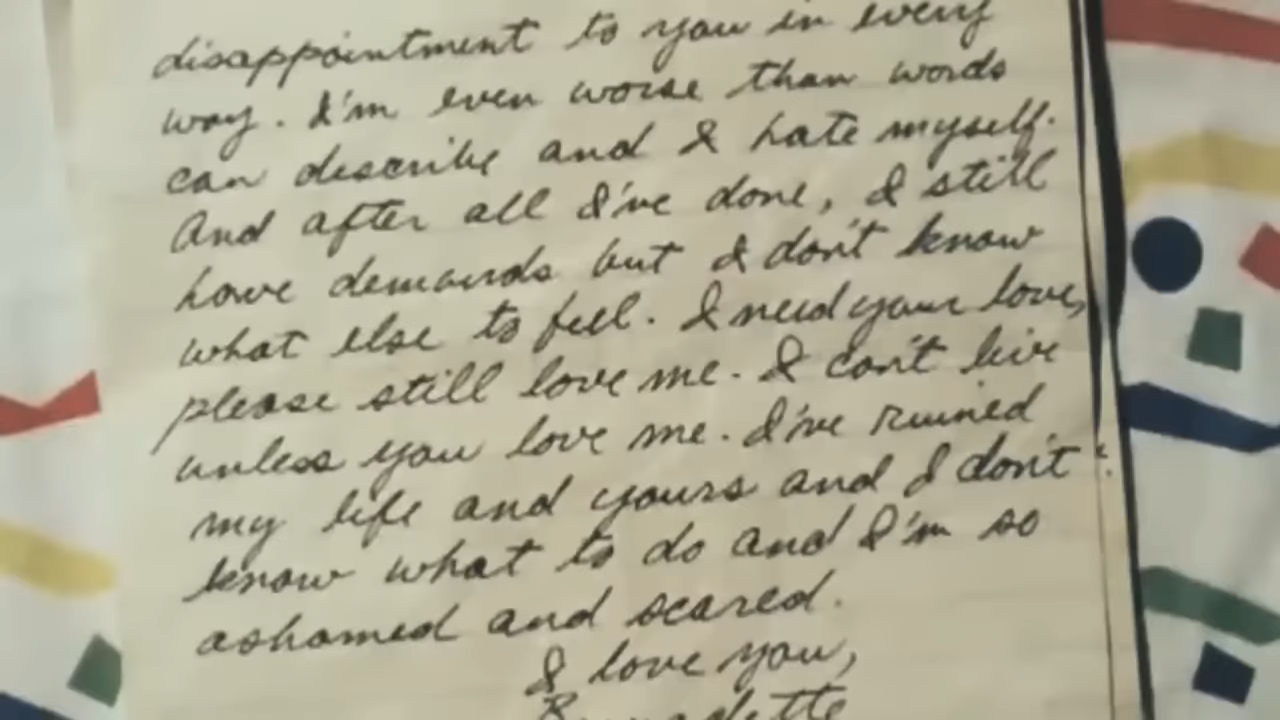 disappointment to you in every
way. I'm even worse than words
can describe and I hate myself.
And after all I've done, I still
have demands but I don't know
what else to feel. I need your love,
please still love me. I can't live
unless you love me. I've ruined
my life and yours and I don't
know what to do and I'm so
ashamed and scared.
I love you,
Bernadette